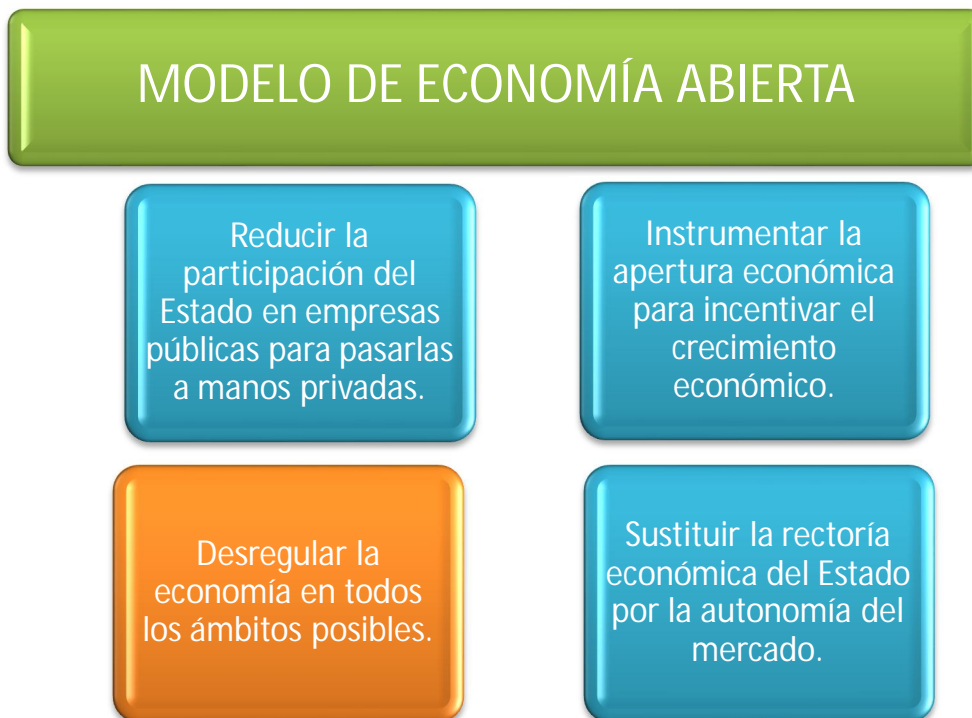 MODELO DE ECONOMÍA ABIERTA
Reducir la
participación del
Estado en empresas
públicas para pasarlas
a manos privadas.
Instrumentar la
apertura económica
para incentivar el
crecimiento
económico.
Desregular la
economía en todos
los ámbitos posibles.
Sustituir la rectoría
económica del Estado
por la autonomía del
mercado.